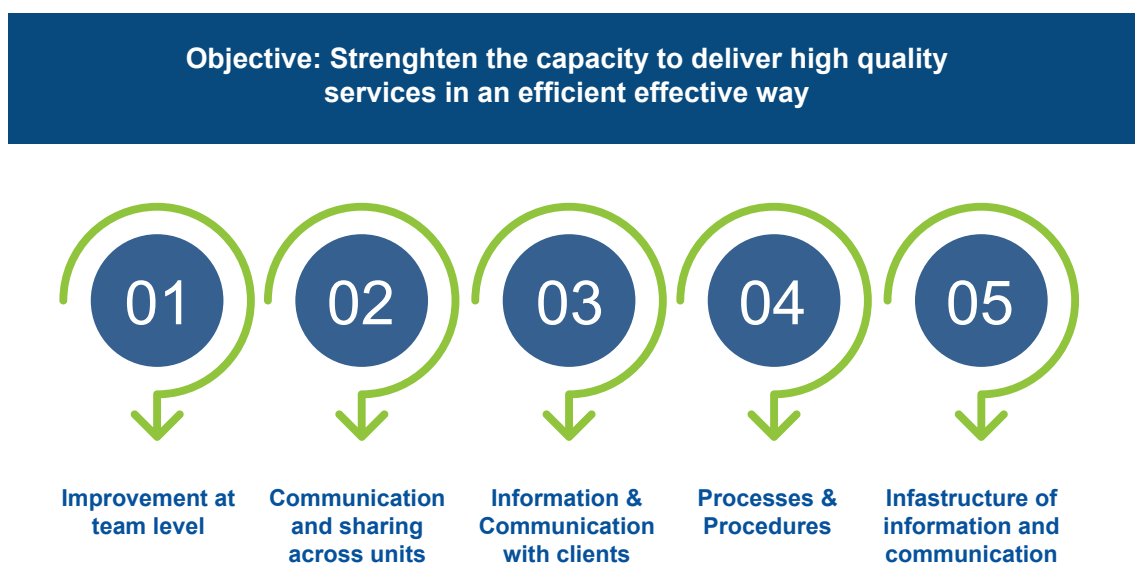 Objective: Strenghten the capacity to deliver high quality
services in an efficient effective way
01
02
03
04
05
Improvement at
team level
Communication
and sharing
across units
Information &
Communication
with clients
Processes &
Procedures
Infastructure of
information and
communication